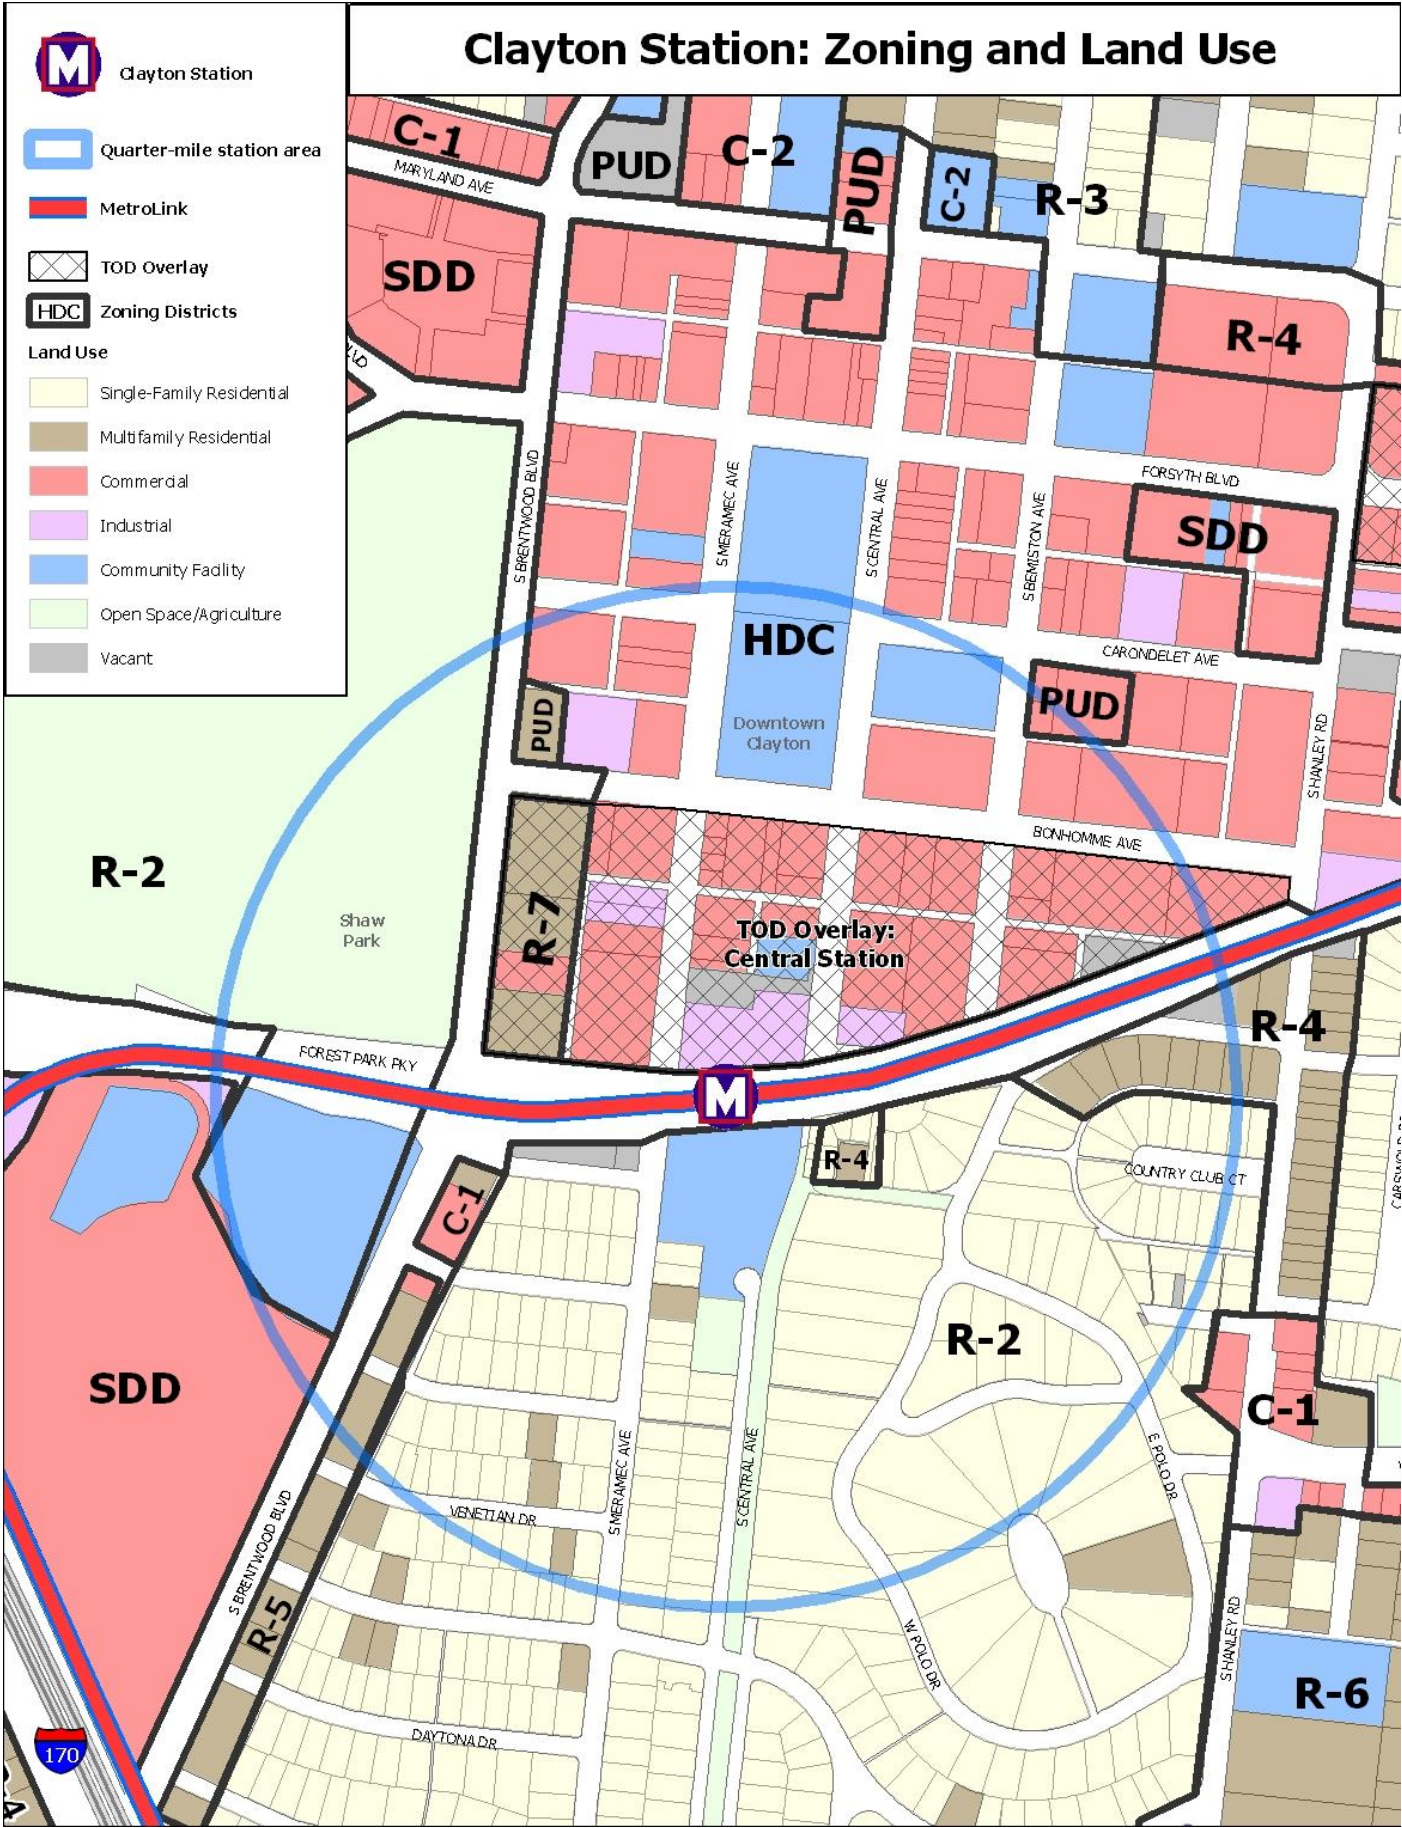 Clayton Station: Zoning and Land Use
M
Clayton Station
Quarter-mile station area
MetroLink
TOD Overlay
HDC
Zoning Districts
Land Use
Single-Family Residential
Multifamily Residential
Commercial
Industrial
Community Facility
Open Space/Agriculture
Vacant
C-1
MARYLAND AVE
PUD
C-2
PUD
C-2
R-3
SDD
R-4
FORSYTH BLVD
S BRENTWOOD BLVD
S MERAMEC AVE
S CENTRAL AVE
S BEMISTON AVE
SDD
HDC
CARONDELET AVE
PUD
PUD
Downtown
Clayton
S HANLEY RD
BONHOMME AVE
R-2
Shaw
Park
R-7
TOD Overlay:
Central Station
R-4
FOREST PARK PKY
M
R-4
COUNTRY CLUB CT
C-1
R-2
SDD
C-1
S MERAMEC AVE
S CENTRAL AVE
E POLO DR
VENETIAN DR
S BRENTWOOD BLVD
R-5
W POLO DR
S HANLEY RD
R-6
DAYTONA DR
170